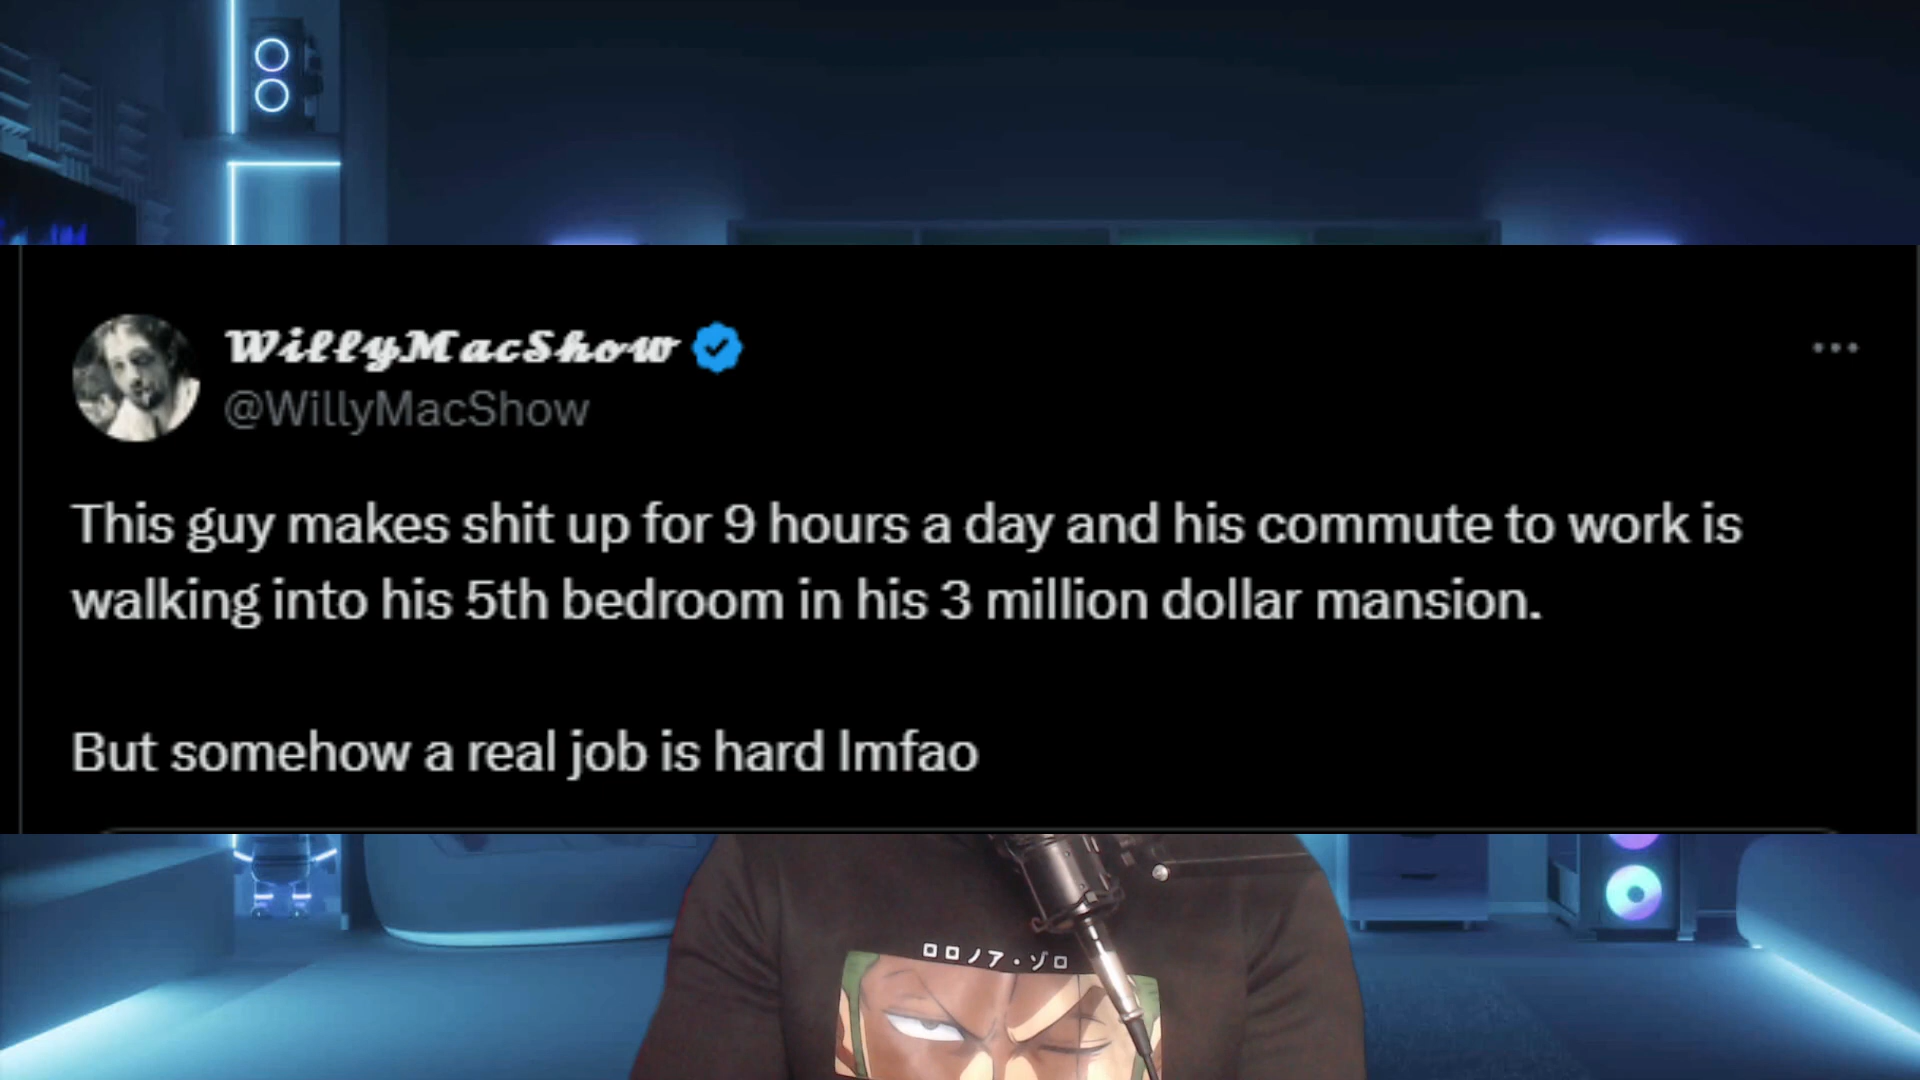 WillyMacShow
@WillyMacShow
This guy makes shit up for 9 hours a day and his commute to work is
walking into his 5th bedroom in his 3 million dollar mansion.
But somehow a real job is hard lmfao
ロロノア・ゾロ